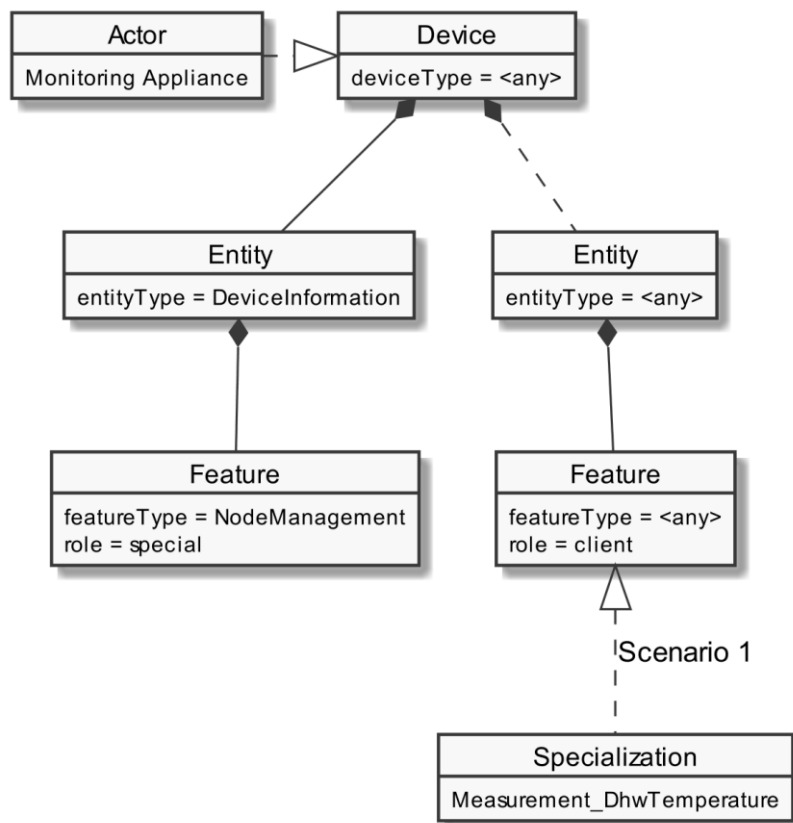 Actor
Monitoring Appliance
Device
deviceType = <any>
Entity
entityType = DeviceInformation
Entity
entityType = <any>
Feature
featureType = NodeManagement
role = special
Feature
featureType = <any>
role = client
Scenario 1
Specialization
Measurement_DhwTemperature